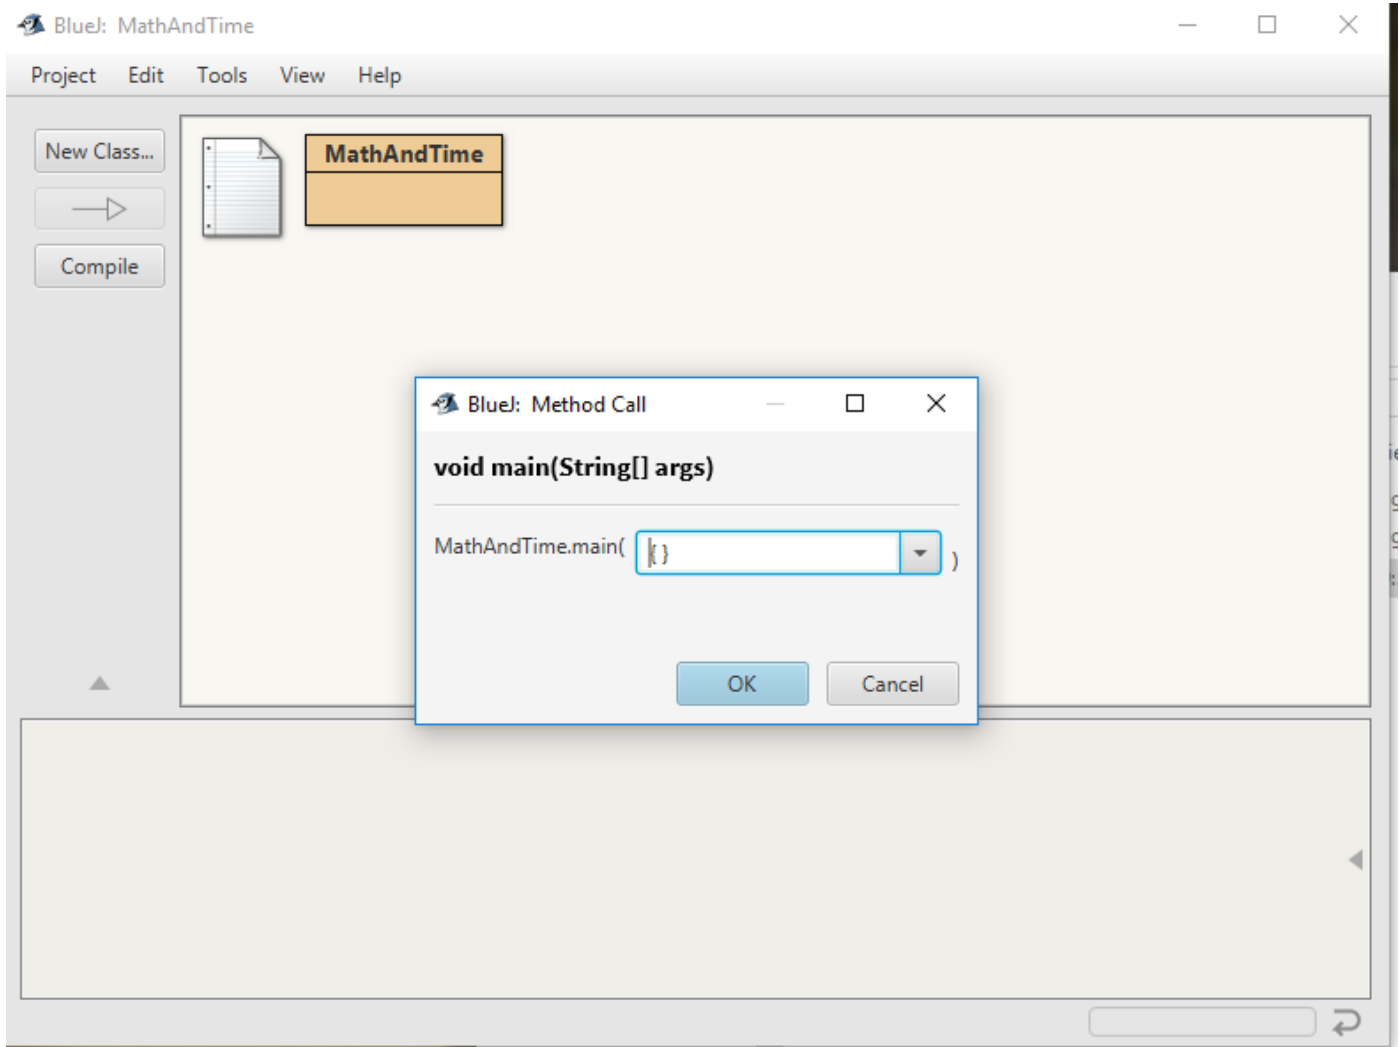 BlueJ: MathAndTime
Project Edit Tools View Help
New Class...
MathAndTime
Compile
BlueJ: Method Call
void main(String[] args)
MathAndTime.main( { } )
OK Cancel